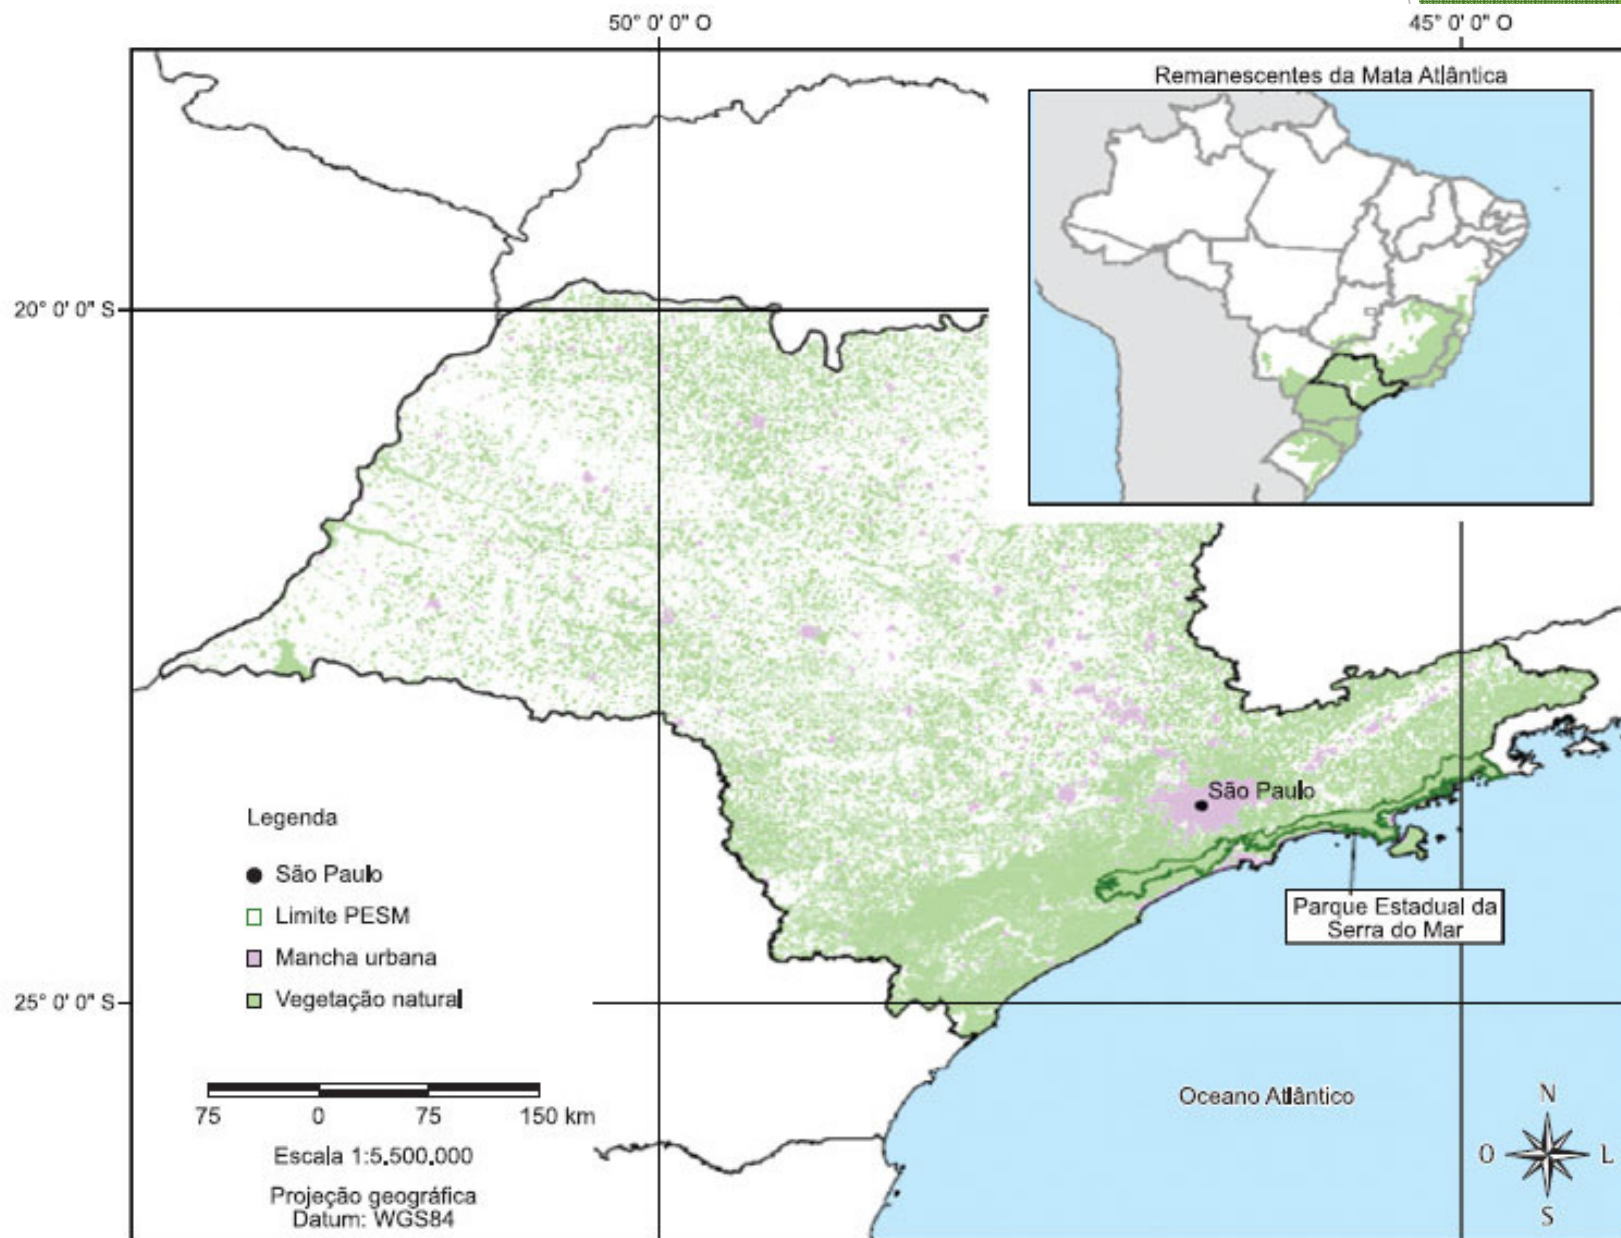 50° 0' 0" O
45° 0' 0" O
Remanescentes da Mata Atlântica
20° 0' 0" S
São Paulo
Legenda
São Paulo
Limite PESM
Mancha urbana
Vegetação natural
Parque Estadual da
Serra do Mar
25° 0' 0" S
75 0 75 150 km
Escala 1:5.500.000
Projeção geográfica
Datum: WGS84
Oceano Atlântico
N
O L
S